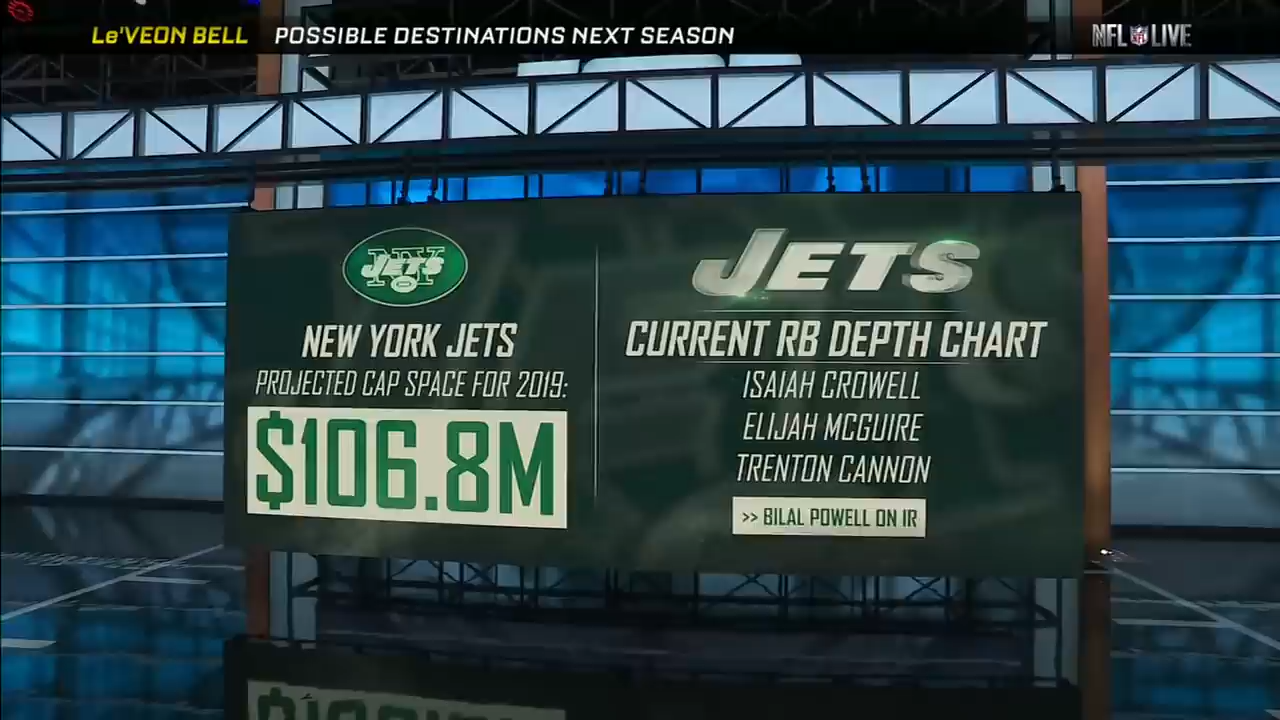 Le'VEON BELL POSSIBLE DESTINATIONS NEXT SEASON
NFL LIVE
NY JETS
NEW YORK JETS
PROJECTED CAP SPACE FOR 2019:
$106.8M
JETS
CURRENT RB DEPTH CHART
ISAIAH CROWELL
ELIJAH MCGUIRE
TRENTON CANNON
>> BILAL POWELL ON IR